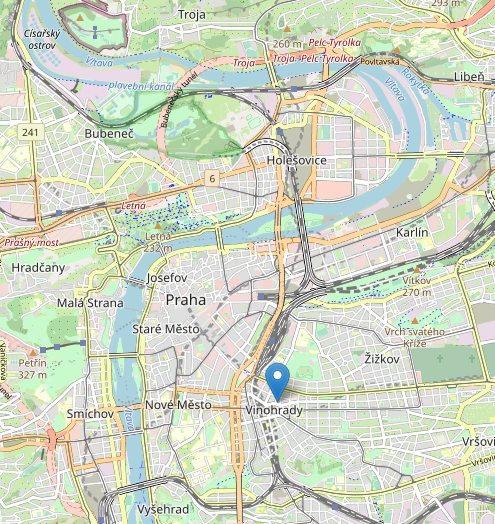 Troja
293 m
Císařský
ostrov
260 m
Pelc-Tyrolka
Vltava
Troja
Troja
Pelc-Tyrolka
Povltavská
Libeň
plavební kanál
Bubenečský tunel
Rokytka
Vltava
241
Bubeneč
Holešovice
6
Letná
Letná
232 m
Prašný most
Karlín
Hradčany
Josefov
Vítkov
270 m
Malá Strana
Praha
Staré Město
Vrch svatého
Kříže
Petřín
327 m
Žižkov
Smíchov
Nové Město
Vinohrady
Vltava
Vršovi
Vršovi
Vyšehrad